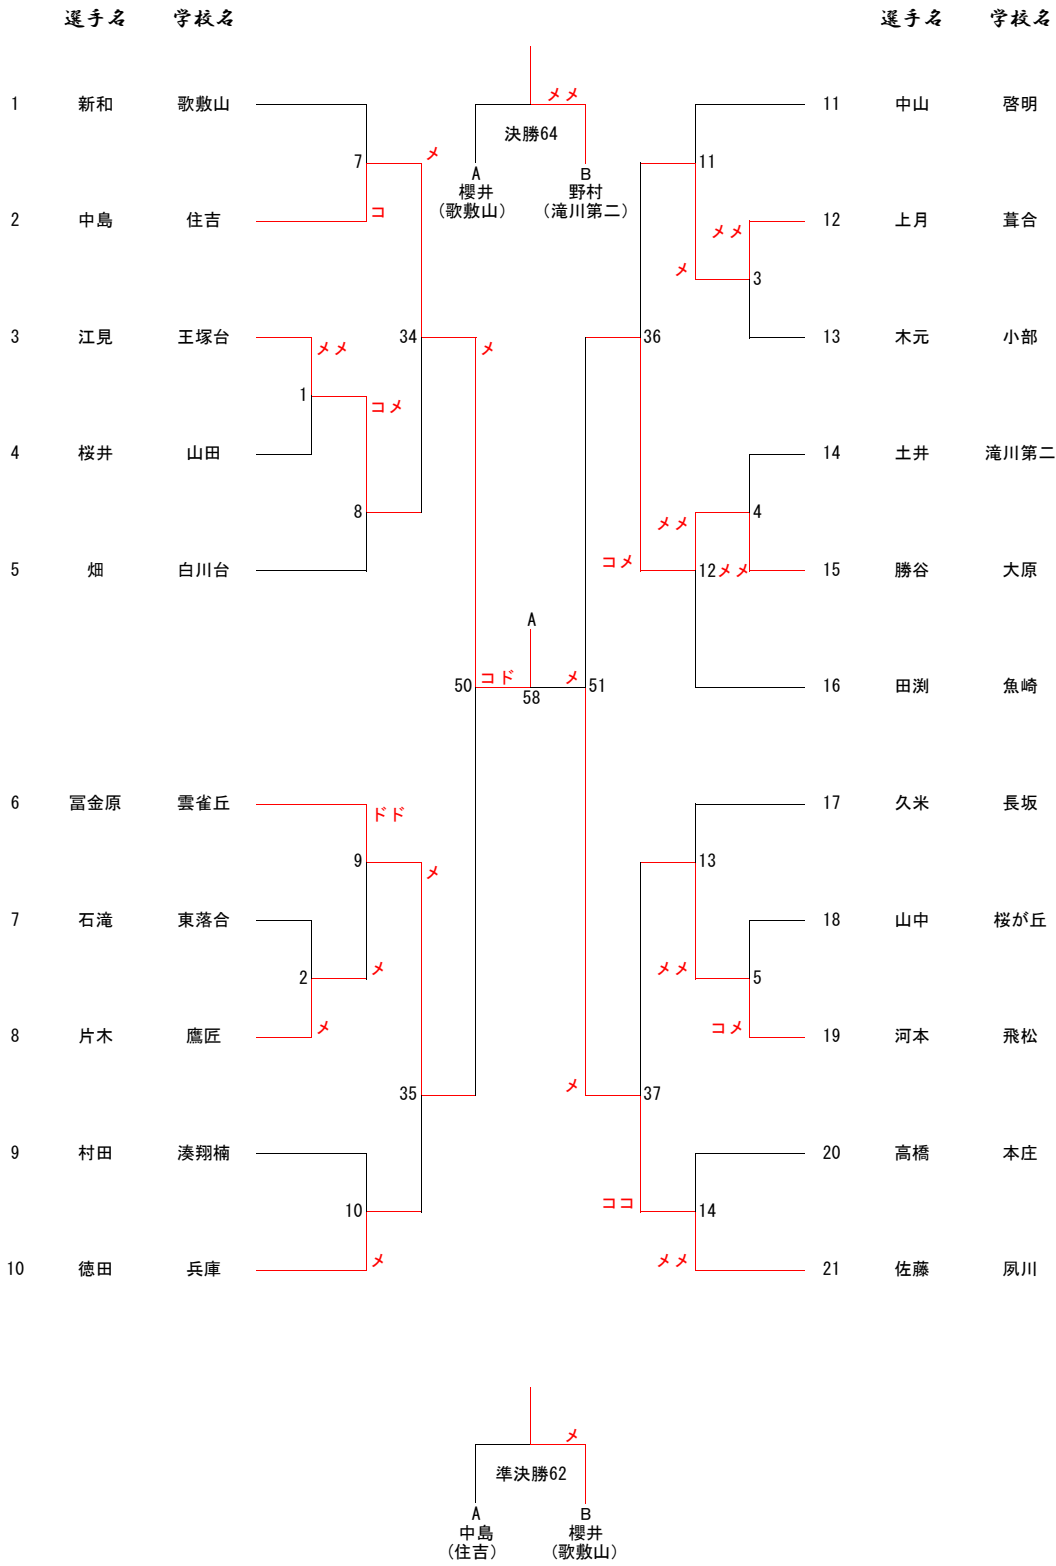 選手名 学校名 選手名 学校名
メメ
1 新和 歌敷山 11 中山 啓明
決勝64
7 メ 11
A B
櫻井 野村
(歌敷山) (滝川第二)
コ
2 中島 住吉 12 上月 葺合
メメ
メ 3
3 江見 王塚台 34 36 13 木元 小部
メメ メ
1 コメ
4 桜井 山田 14 土井 滝川第二
8 4
メメ
コメ
5 畑 白川台 12 メメ 15 勝谷 大原
A
50 コド メ 51 16 田渕 魚崎
58
6 冨金原 雲雀丘 17 久米 長坂
ドド
9 メ 13
7 石滝 東落合 18 山中 桜が丘
2 メ メメ 5
メ コメ
8 片木 鷹匠 19 河本 飛松
35 メ 37
9 村田 湊翔楠 20 高橋 本庄
10 ココ 14
メ メメ
10 徳田 兵庫 21 佐藤 夙川
メ
準決勝62
A B
中島 櫻井
(住吉) (歌敷山)